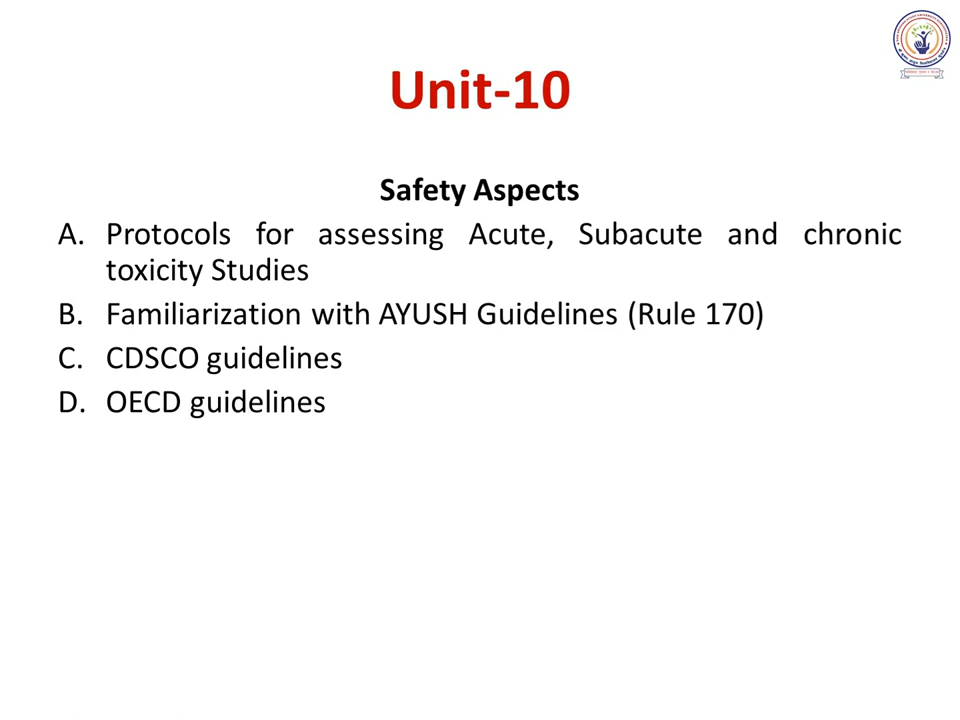 Unit-10
Safety Aspects
A. Protocols for assessing Acute, Subacute and chronic
toxicity Studies
B. Familiarization with AYUSH Guidelines (Rule 170)
C. CDSCO guidelines
D. OECD guidelines